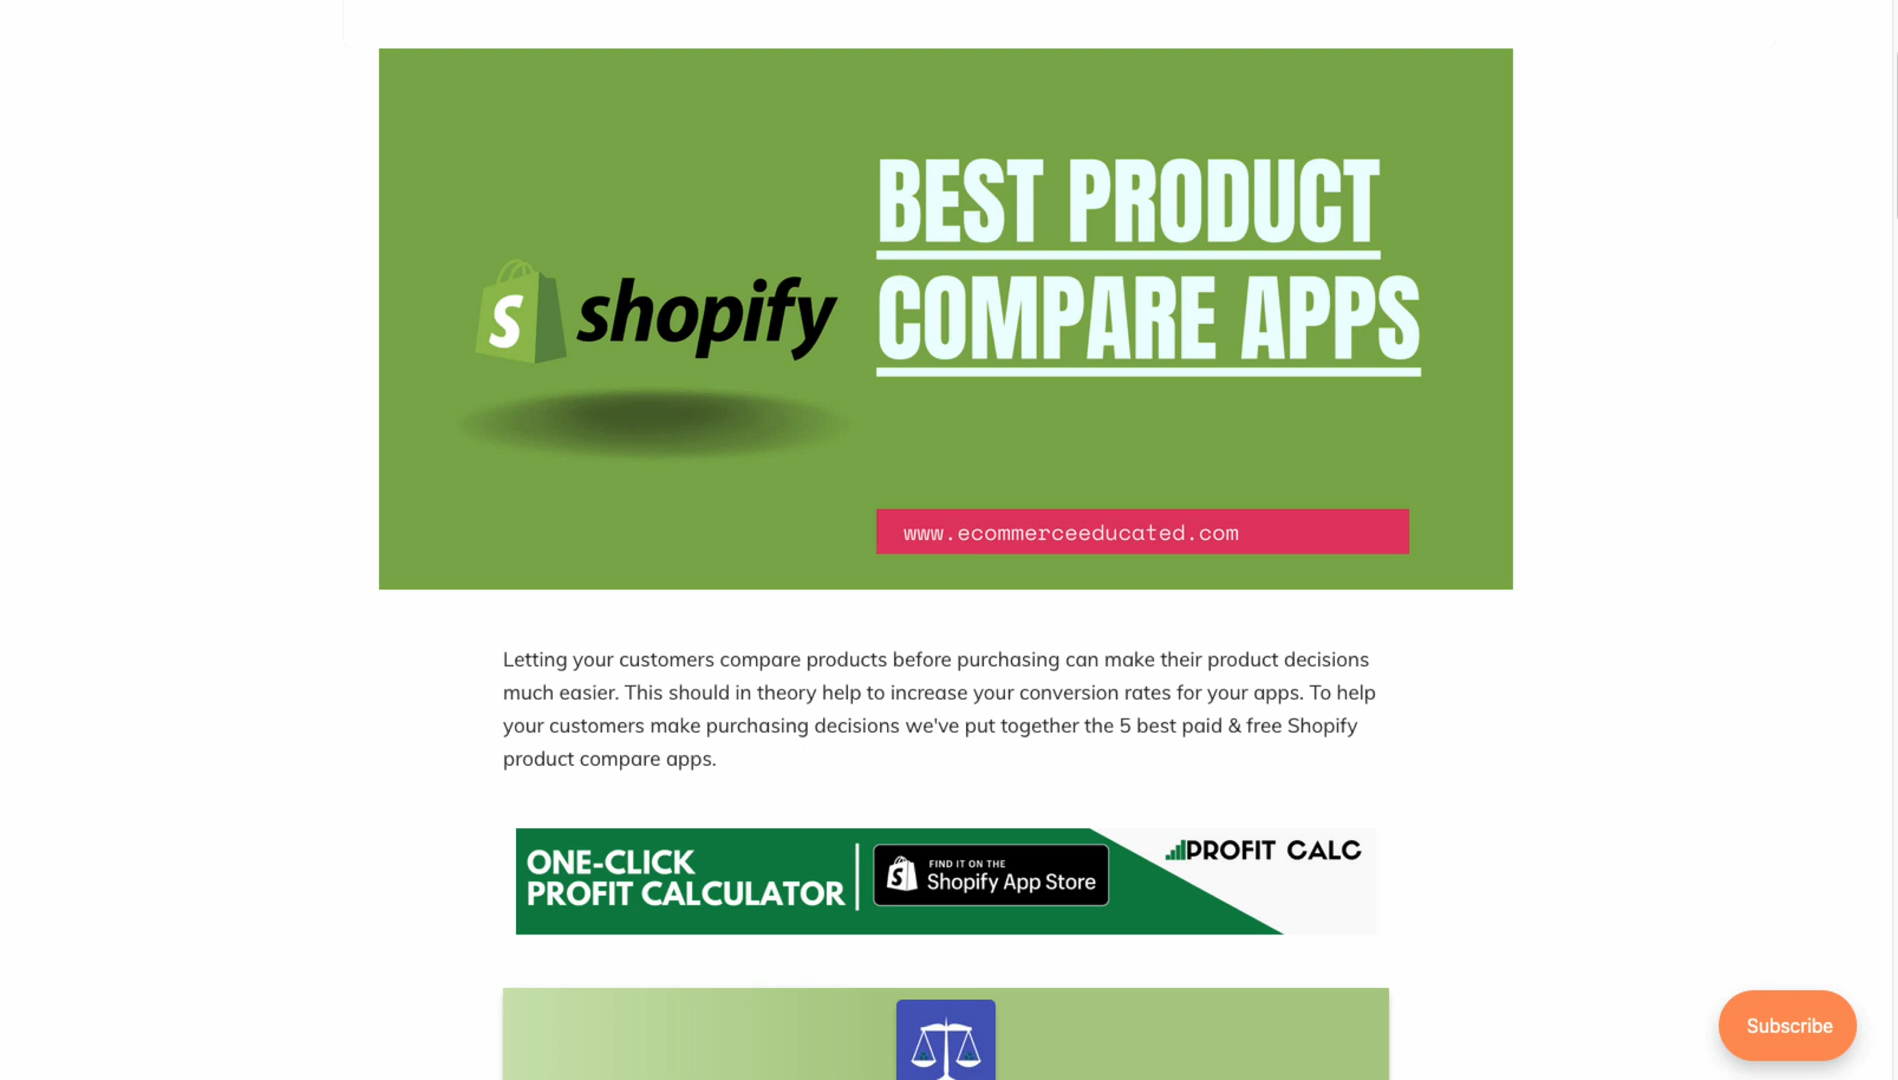 BEST PRODUCT
COMPARE APPS
shopify
www.ecommerceeducated.com
Letting your customers compare products before purchasing can make their product decisions
much easier. This should in theory help to increase your conversion rates for your apps. To help
your customers make purchasing decisions we've put together the 5 best paid & free Shopify
product compare apps.
ONE-CLICK
PROFIT CALCULATOR
FIND IT ON THE
Shopify App Store
PROFIT CALC
Subscribe